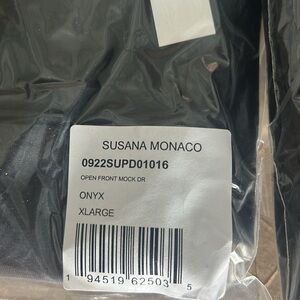 SUSANA MONACO
0922SUPD01016
OPEN FRONT MOCK DR
ONYX
XLARGE
1 94519 62503 5